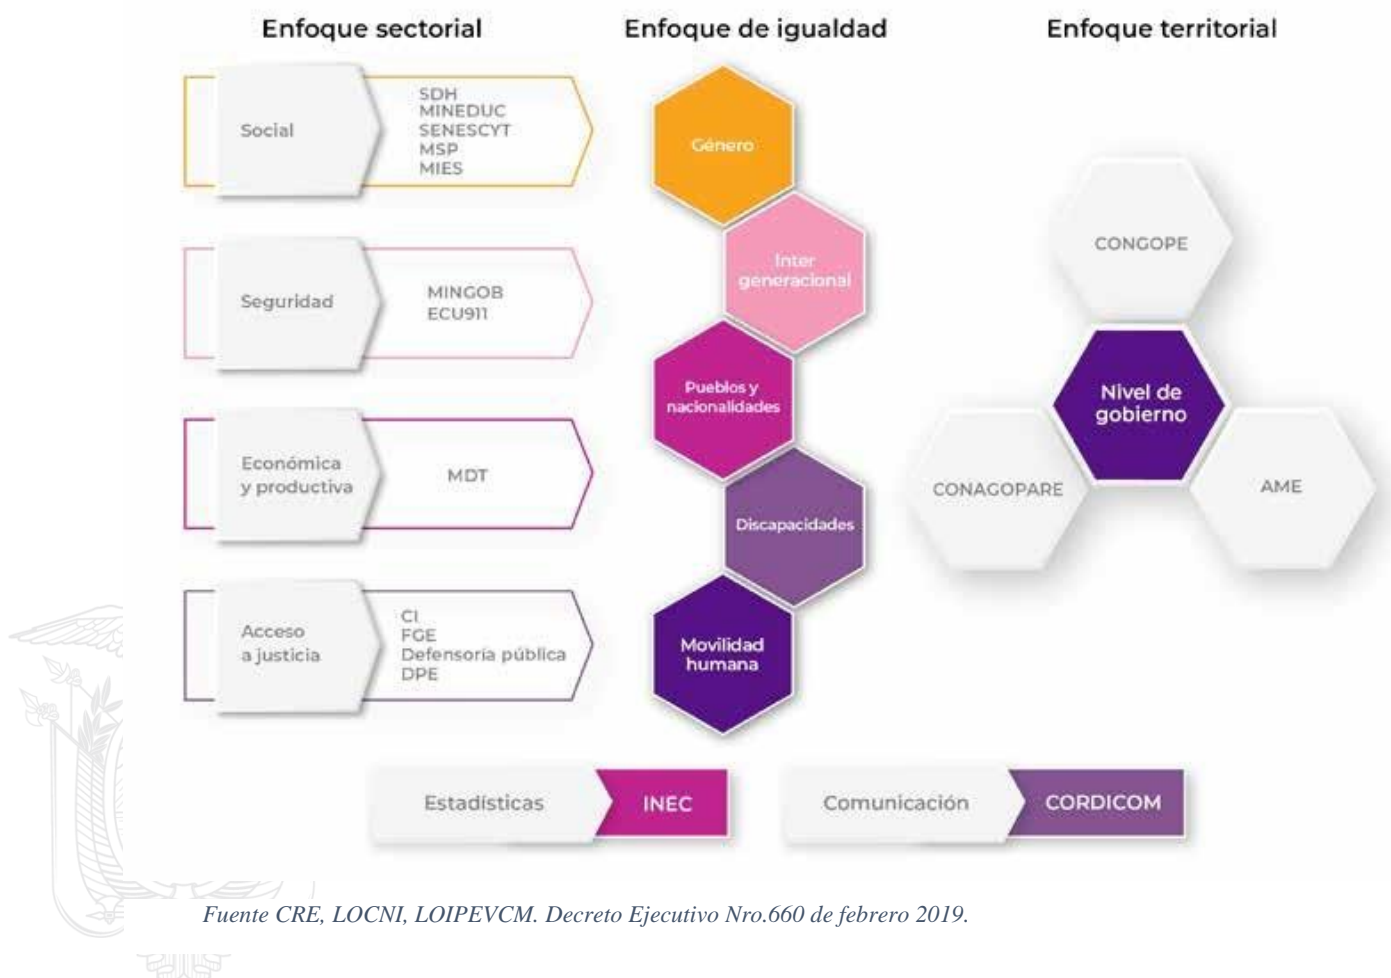 Enfoque sectorial
Enfoque de igualdad
Enfoque territorial
Social
SDH
MINEDUC
SENESCYT
MSP
MIES
Seguridad
MINGOB
ECU911
Económica
y productiva
MDT
Acceso
a justicia
CI
FGE
Defensoría pública
DPE
Género
Inter
generacional
Pueblos y
nacionalidades
Discapacidades
Movilidad
humana
CONGOPE
Nivel de
gobierno
CONAGOPARE
AME
Estadísticas
INEC
Comunicación
CORDICOM
Fuente CRE, LOCNI, LOIPEVCM. Decreto Ejecutivo Nro.660 de febrero 2019.